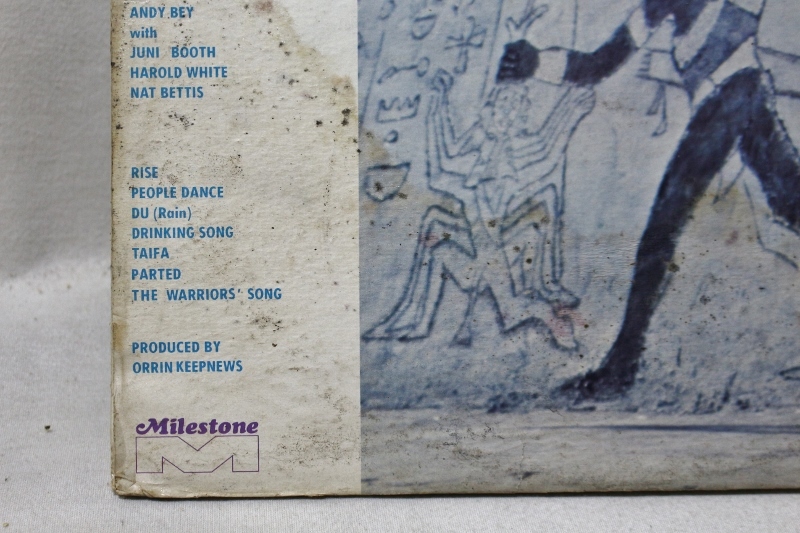 ANDY BEY
with
JUNI BOOTH
HAROLD WHITE
NAT BETTIS
RISE
PEOPLE DANCE
DU (Rain)
DRINKING SONG
TAIFA
PARTED
THE WARRIORS' SONG
PRODUCED BY
ORRIN KEEPNEWS
Milestone